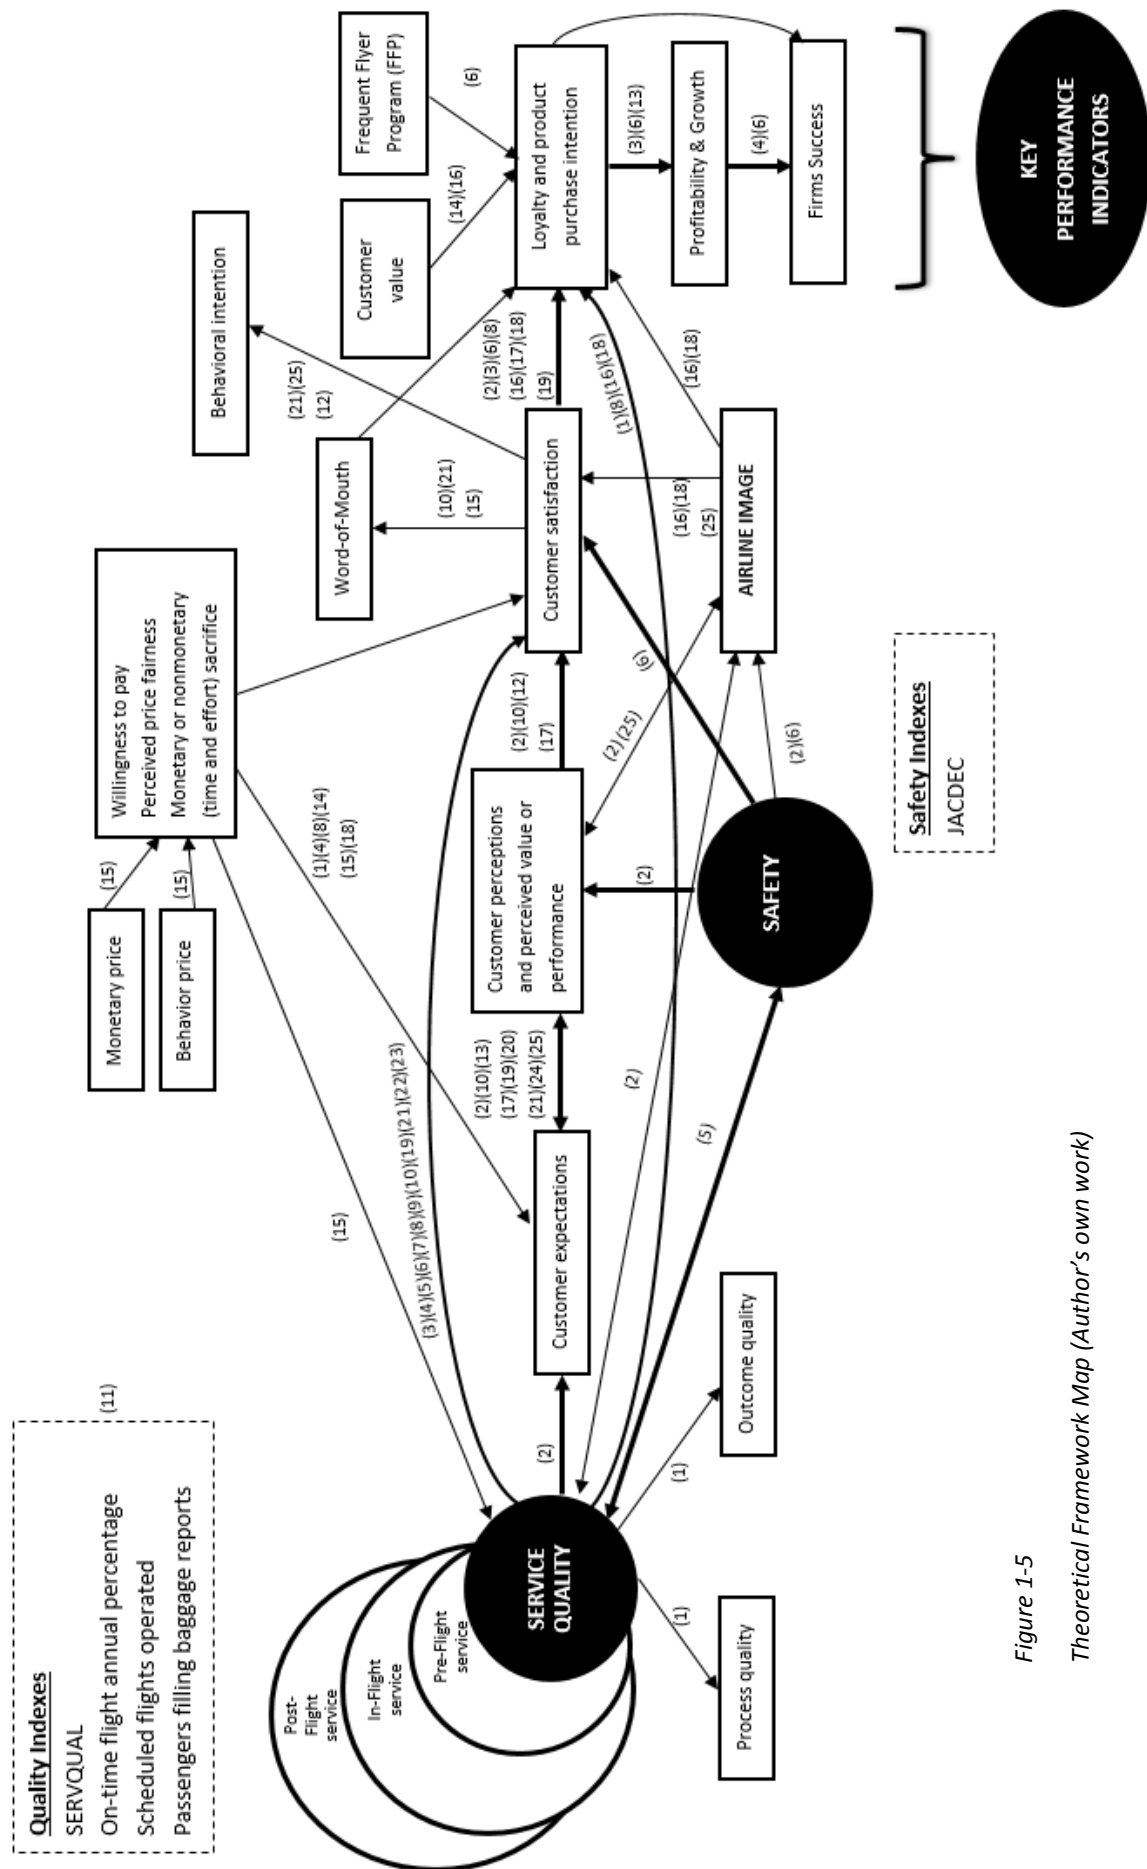 Quality Indexes
SERVQUAL
On-time flight annual percentage
Scheduled flights operated
Passengers filling baggage reports
(11)
Monetary price
(15)
Behavior price
(15)
Willingness to pay
Perceived price fairness
Monetary or nonmonetary
(time and effort) sacrifice
(15)
(1)(4)(8)(14)
(15)(18)
Behavioral intention
(21)(25)
(12)
Frequent Flyer
Program (FFP)
(6)
Customer
value
(14)(16)
Word-of-Mouth
(10)(21)
(15)
Post-
Flight
service
In-Flight
service
Pre-Flight
service
SERVICE
QUALITY
(3)(4)(5)(6)(7)(8)(9)(10)(19)(21)(22)(23)
(2)
Customer expectations
(2)(10)(13)
(17)(19)(20)
(21)(24)(25)
Customer perceptions
and perceived value or
performance
(2)(10)(12)
(17)
Customer satisfaction
(2)(3)(6)(8)
(16)(17)(18)
(19)
Loyalty and product
purchase intention
(1)(8)(16)(18)
(3)(6)(13)
Profitability & Growth
(4)(6)
Firms Success
(1)
Process quality
(1)
Outcome quality
(2)
(5)
(2)
(2)(25)
(6)
(16)(18)
(25)
(16)(18)
AIRLINE IMAGE
(2)(6)
SAFETY
Safety Indexes
JACDEC
KEY
PERFORMANCE
INDICATORS
Figure 1-5
Theoretical Framework Map (Author's own work)